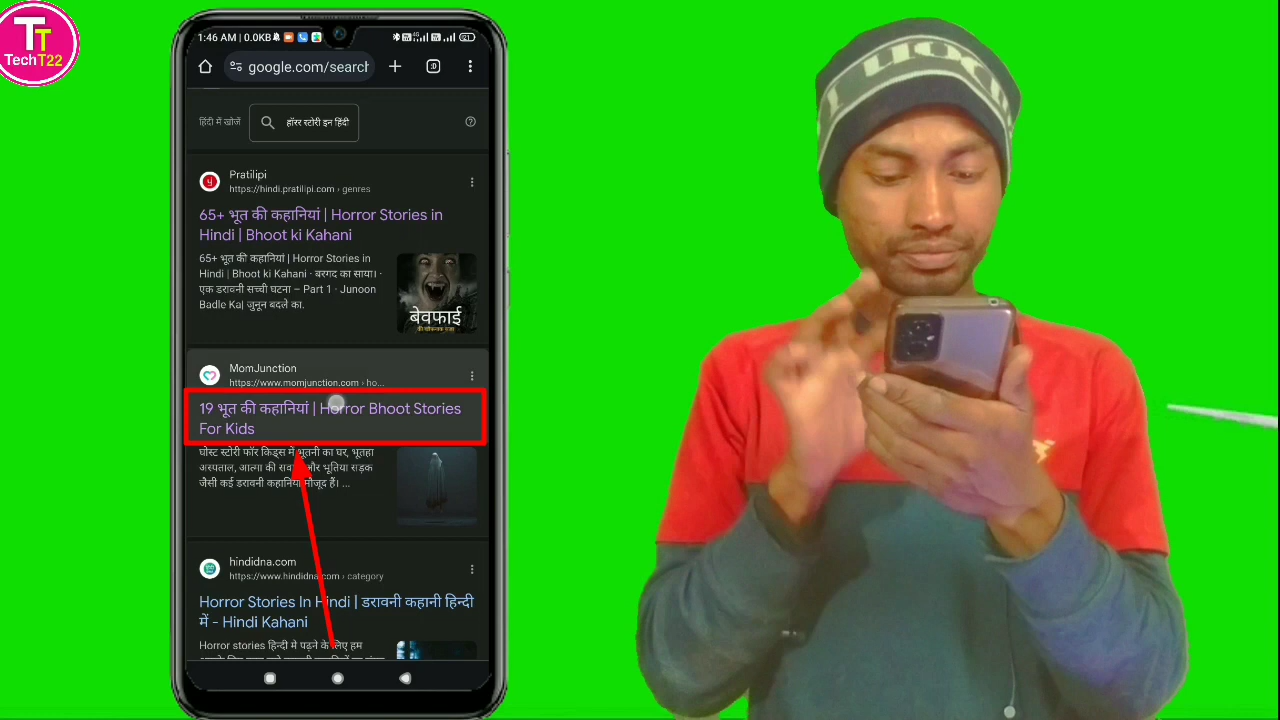 TT
TechT22
1:46 AM | 0.0KB
google.com/search
हिंदी में खोजें
हॉरर स्टोरी इन हिंदी
Pratilipi
https://hindi.pratilipi.com › genres
65+ भूत की कहानियां | Horror Stories in
Hindi | Bhoot ki Kahani
65+ भूत की कहानियां | Horror Stories in
Hindi | Bhoot ki Kahani · बरगद का साया। ·
एक डरावनी सच्ची घटना – Part 1 · Junoon
Badle Ka| जुनून बदले का.
बेवफाई
MomJunction
https://www.momjunction.com › ho...
19 भूत की कहानियां | Horror Bhoot Stories
For Kids
घोस्ट स्टोरी फॉर किड्स में भूतनी का घर, भूतहा
अस्पताल, आत्मा की और भूतिया सड़क
जैसी कई डरावनी कहानियां मौजूद हैं। ...
hindidna.com
https://www.hindidna.com › category
Horror Stories In Hindi | डरावनी कहानी हिन्दी
में - Hindi Kahani
Horror stories हिन्दी मे पढ़ने के लिए हम